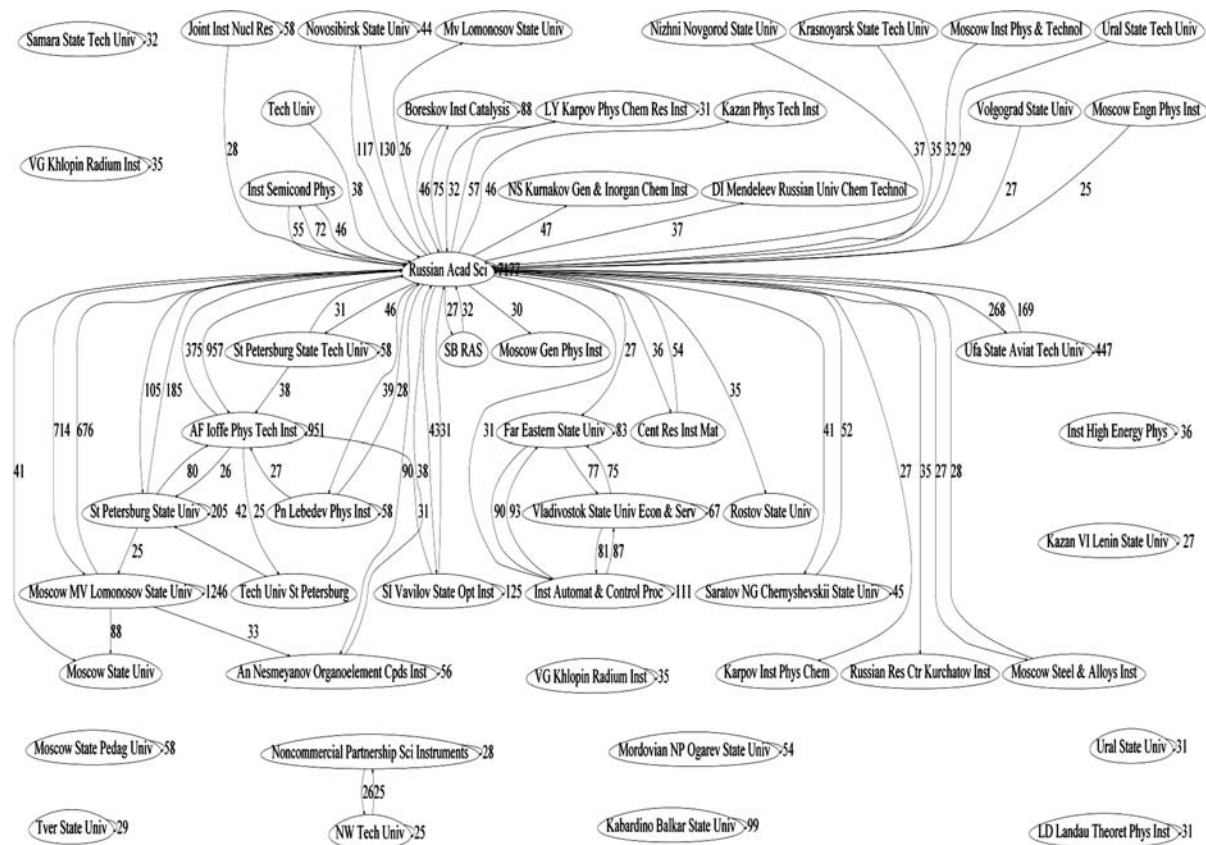 Samara State Tech Univ 32
Joint Inst Nucl Res 58
Novosibirsk State Univ 44
Mv Lomonosov State Univ
Nizhni Novgorod State Univ
Krasnoyarsk State Tech Univ
Moscow Inst Phys & Technol
Ural State Tech Univ
Tech Univ
Boreskov Inst Catalysis 88
LY Karpov Phys Chem Res Inst 31
Kazan Phys Tech Inst
Volgograd State Univ
Moscow Engn Phys Inst
VG Khlopin Radium Inst 35
28
117
130
26
37
35
32
29
Inst Semicond Phys
38
46
75
32
57
46
NS Kurnakov Gen & Inorgan Chem Inst
DI Mendeleev Russian Univ Chem Technol
27
25
55
72
46
47
37
Russian Acad Sci 7177
31
46
27
32
30
268
169
St Petersburg State Tech Univ 58
SB RAS
Moscow Gen Phys Inst
27
36
54
Ufa State Aviat Tech Univ 447
375
957
105
185
38
39
28
35
714
676
AF Ioffe Phys Tech Inst 951
4331
31
Far Eastern State Univ 83
Cent Res Inst Mat
41
52
Inst High Energy Phys 36
41
80
26
27
90
38
77
75
27
35
27
28
St Petersburg State Univ 205
42
25
Pn Lebedev Phys Inst 58
31
90
93
Vladivostok State Univ Econ & Serv 67
Rostov State Univ
25
81
87
Kazan VI Lenin State Univ 27
Moscow MV Lomonosov State Univ 1246
Tech Univ St Petersburg
SI Vavilov State Opt Inst 125
Inst Automat & Control Proc 111
Saratov NG Chernyshevskii State Univ 45
88
33
Moscow State Univ
An Nesmeyanov Organoelement Cpds Inst 56
VG Khlopin Radium Inst 35
Karpov Inst Phys Chem
Russian Res Ctr Kurchatov Inst
Moscow Steel & Alloys Inst
Moscow State Pedag Univ 58
Noncommercial Partnership Sci Instruments 28
Mordovian NP Ogarev State Univ 54
Ural State Univ 31
2625
Tver State Univ 29
NW Tech Univ 25
Kabardino Balkar State Univ 99
LD Landau Theoret Phys Inst 31